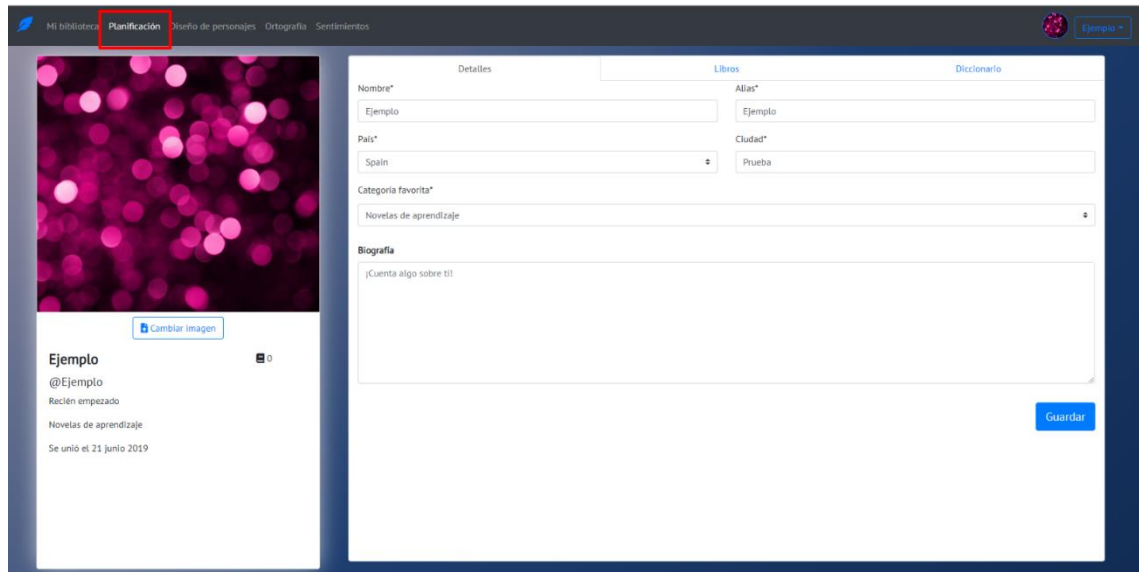 Mi biblioteca Planificación Diseño de personajes Ortografía Sentimientos
Ejemplo
Detalles Libros Diccionario
Nombre* Alias*
Ejemplo Ejemplo
País* Ciudad*
Spain Prueba
Categoría favorita*
Novelas de aprendizaje
Biografía
¡Cuenta algo sobre ti!
Guardar
Cambiar imagen
Ejemplo 0
@Ejemplo
Recién empezado
Novelas de aprendizaje
Se unió el 21 junio 2019